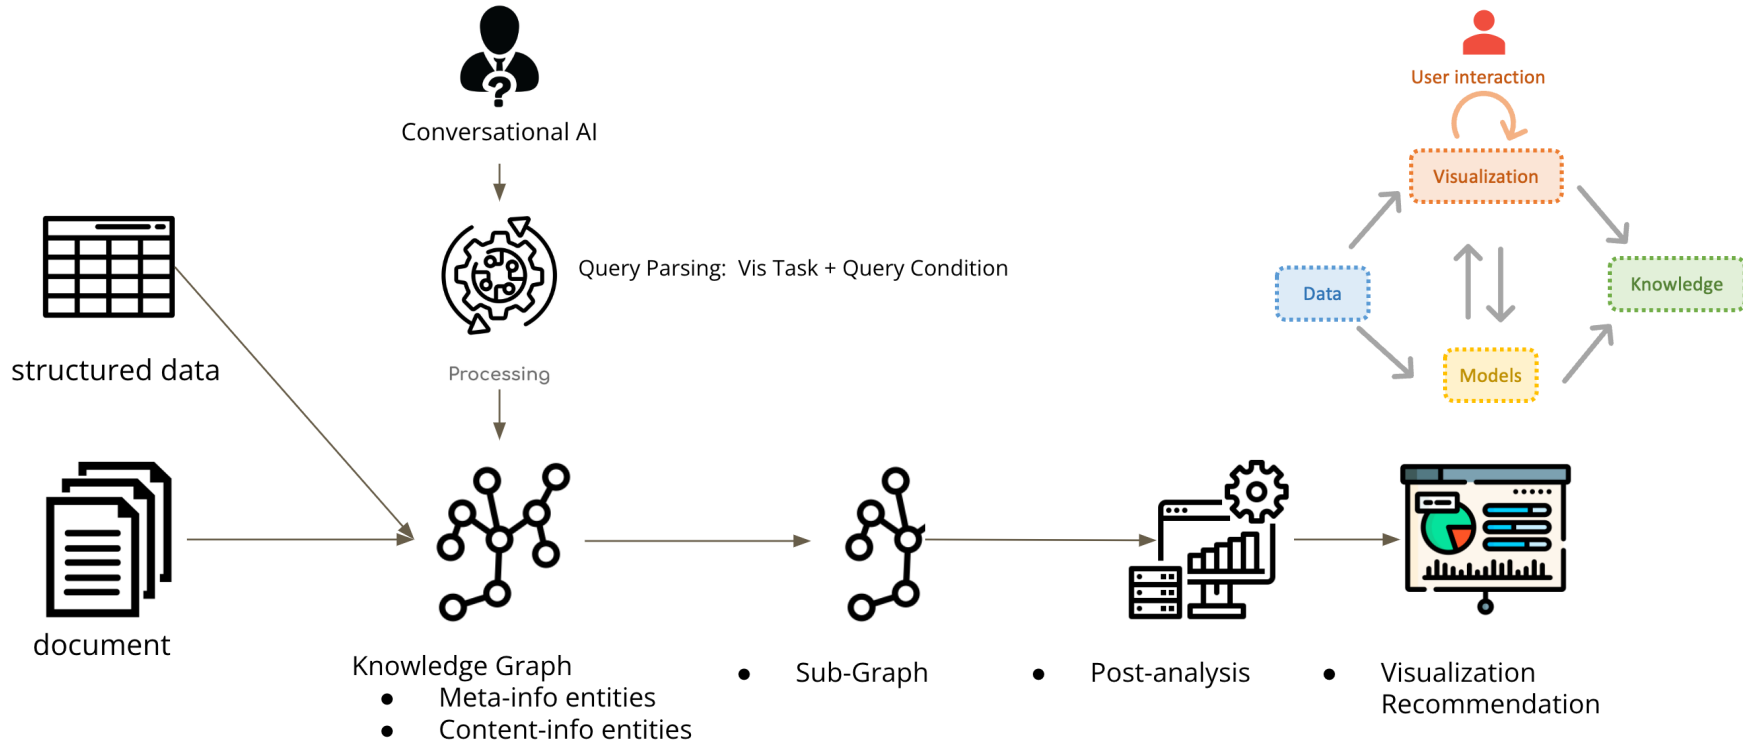 Conversational AI
User interaction
Visualization
Query Parsing:  Vis Task + Query Condition
Data
Knowledge
structured data
Processing
Models
document
Knowledge Graph
● Meta-info entities
● Content-info entities
● Sub-Graph
● Post-analysis
● Visualization
Recommendation